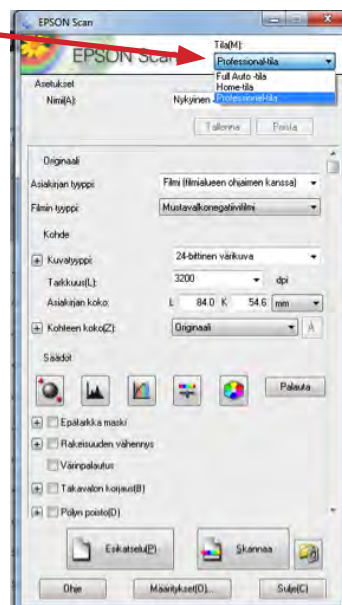 EPSON Scan
EPSON Sca
Tila(M):
Professional-tila
Full Auto -tila
Home-tila
Professional-tila
Asetukset
Nimi(A): Nykyinen
Tallenna Poista
Originaali
Asiakirjan tyyppi: Filmi (filmialueen ohjaimen kanssa)
Filmin tyyppi: Mustavalkonegatiivifilmi
Kohde
Kuvatyyppi: 24-bittinen värikuva
Tarkkuus(L): 3200 dpi
Asiakirjan koko: L 84.0 K 54.6 mm
Kohteen koko(Z): Originaali
Säädöt
Palauta
Epätarkka maski
Rakeisuuden vähennys
Värinpalautus
Takavalon korjaus(B)
Pölyn poisto(D)
Esikatselu(P) Skannaa
Ohje Määritykset(O)... Sulje(C)